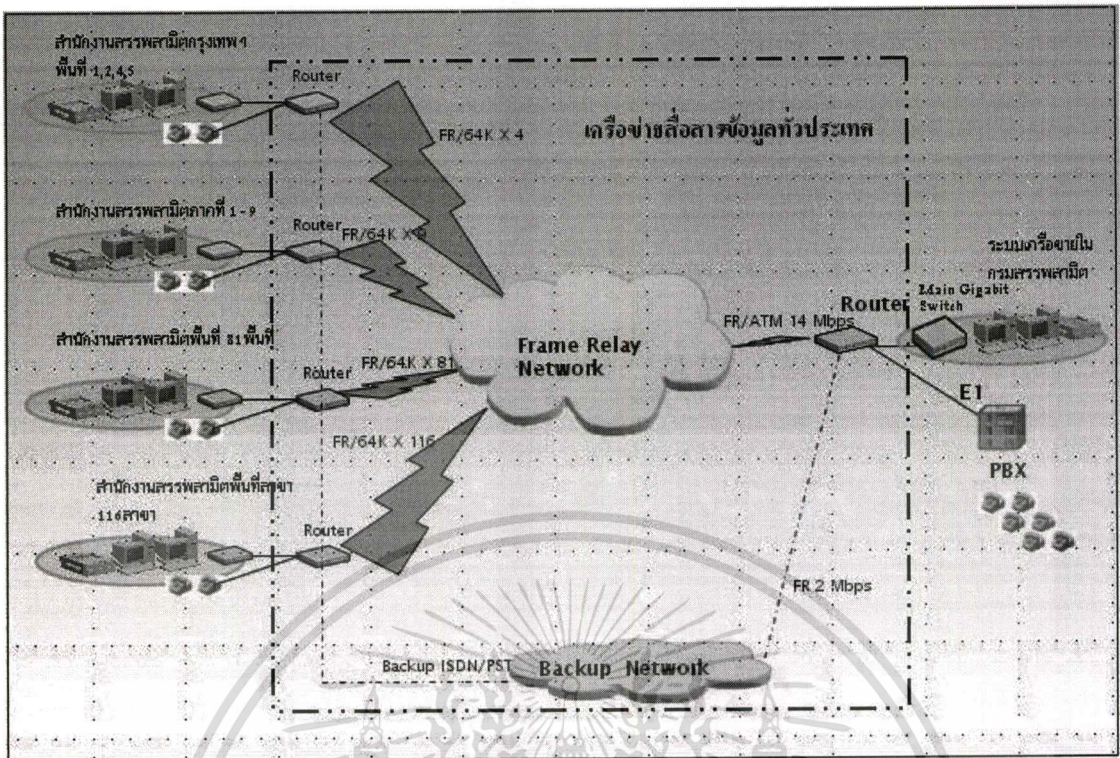 สำนักงานสรรพสามิตกรุงเทพฯ
พื้นที่ 1,2,4,5
Router
FR/64K X 4
เครือข่ายสื่อสารข้อมูลทั่วประเทศ
สำนักงานสรรพสามิตภาคที่ 1 - 9
Router
FR/64K X 9
ระบบเครือข่ายใน
กรมสรรพสามิต
Main Gigabit
Switch
Router
FR/ATM 14 Mbps
สำนักงานสรรพสามิตพื้นที่ 81 พื้นที่
Router
FR/64K X 81
Frame Relay
Network
E1
PBX
FR/64K X 116
สำนักงานสรรพสามิตพื้นที่สาขา
116สาขา
Router
FR 2 Mbps
Backup ISDN/PST
Backup Network